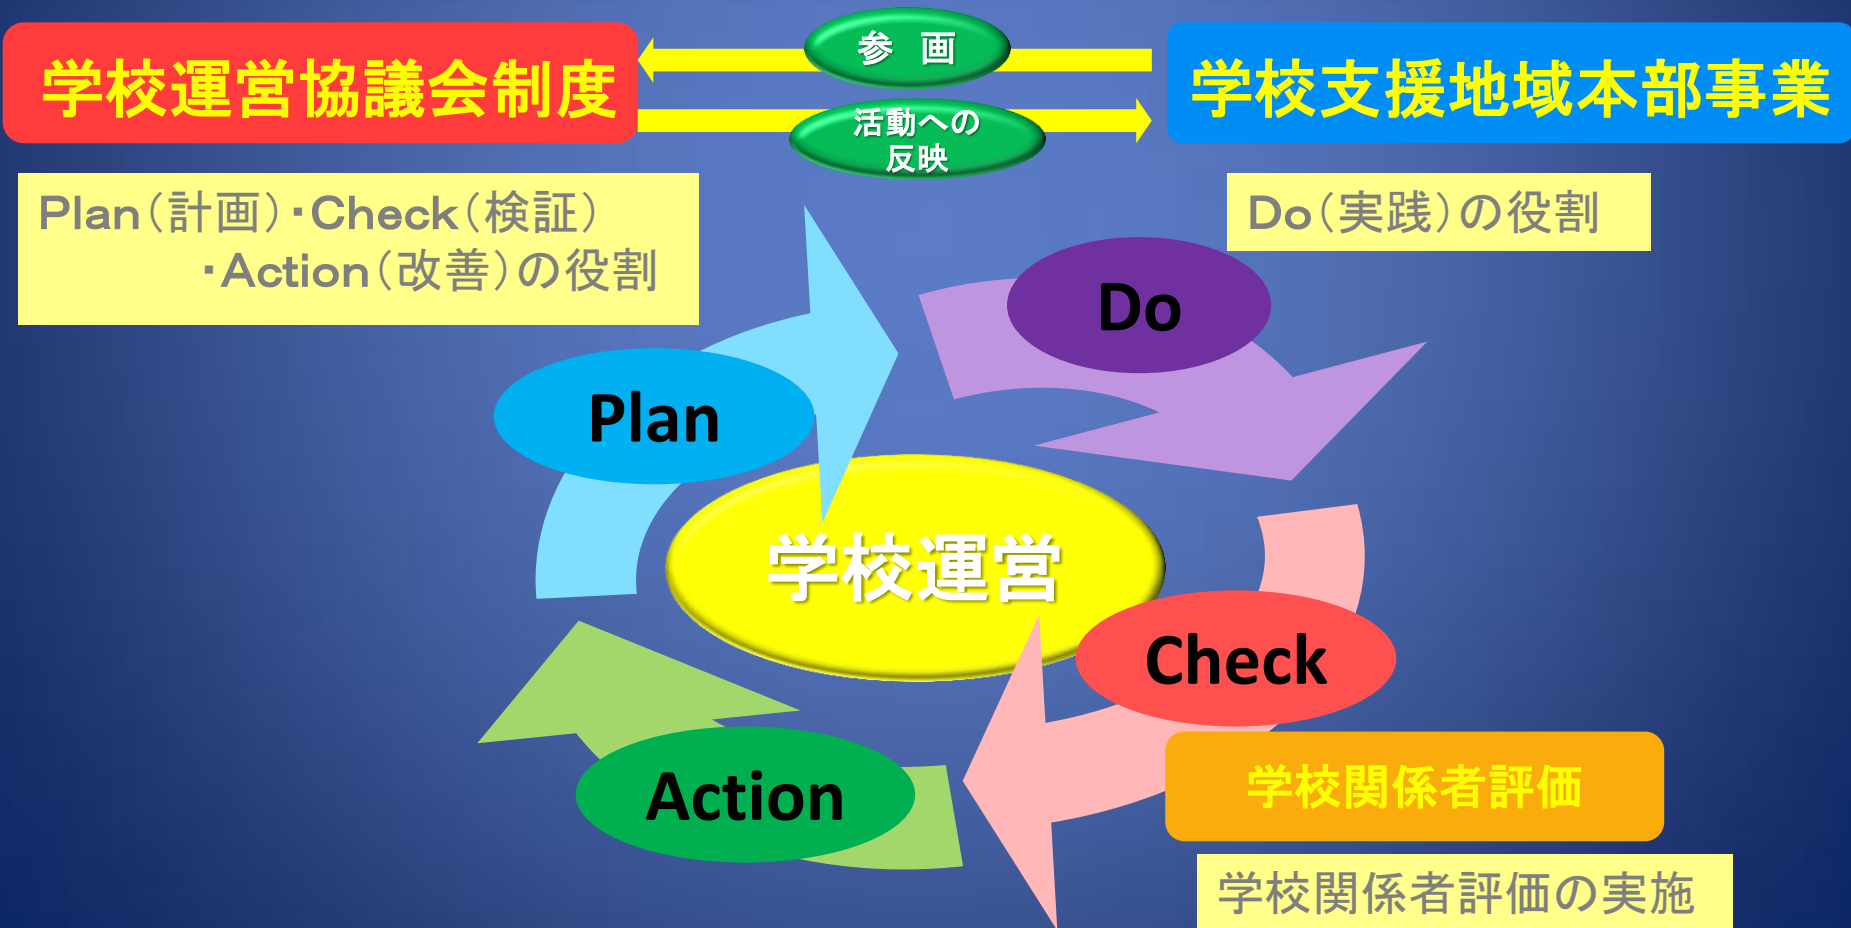 学校運営協議会制度
参　画
活動への
反映
学校支援地域本部事業
Plan（計画）・Check（検証）
・Action（改善）の役割
Do（実践）の役割
Do
Plan
学校運営
Check
Action
学校関係者評価
学校関係者評価の実施